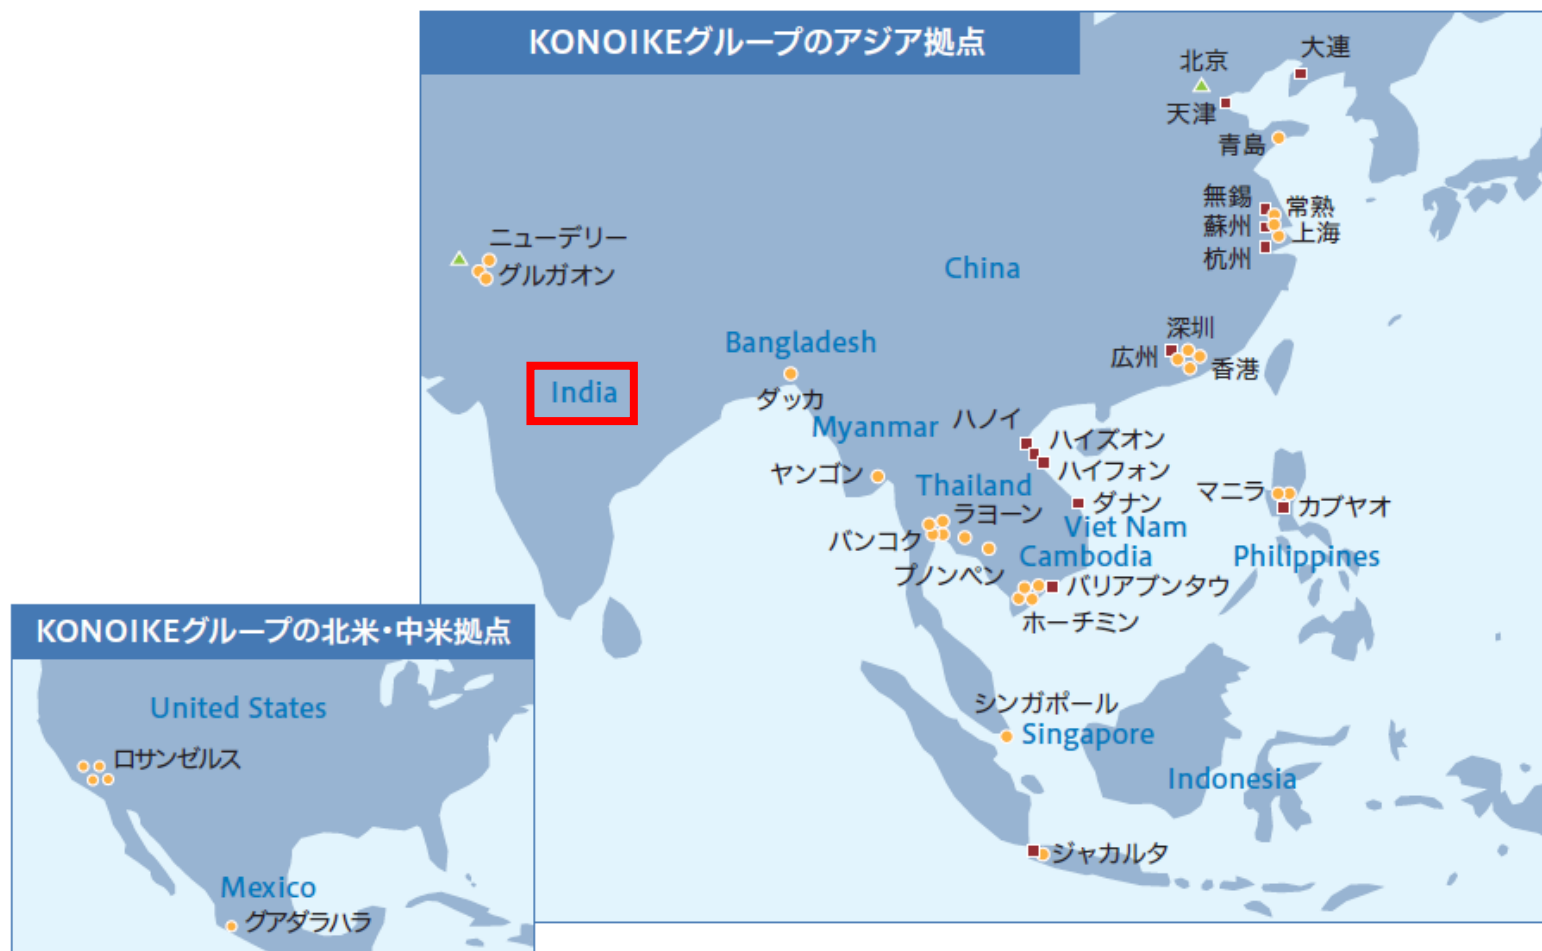 KONOIKEグループのアジア拠点
大連
北京
天津
青島
無錫
常熟
蘇州
上海
杭州
ニューデリー
グルガオン
China
深圳
広州
香港
Bangladesh
ダッカ
India
Myanmar
ハノイ
ハイズオン
ハイフォン
ヤンゴン
Thailand
ラヨーン
ダナン
マニラ
カブヤオ
バンコク
Viet Nam
Cambodia
Philippines
プノンペン
バリアブンタウ
ホーチミン
シンガポール
Singapore
Indonesia
ジャカルタ
KONOIKEグループの北米・中米拠点
United States
ロサンゼルス
Mexico
グアダラハラ